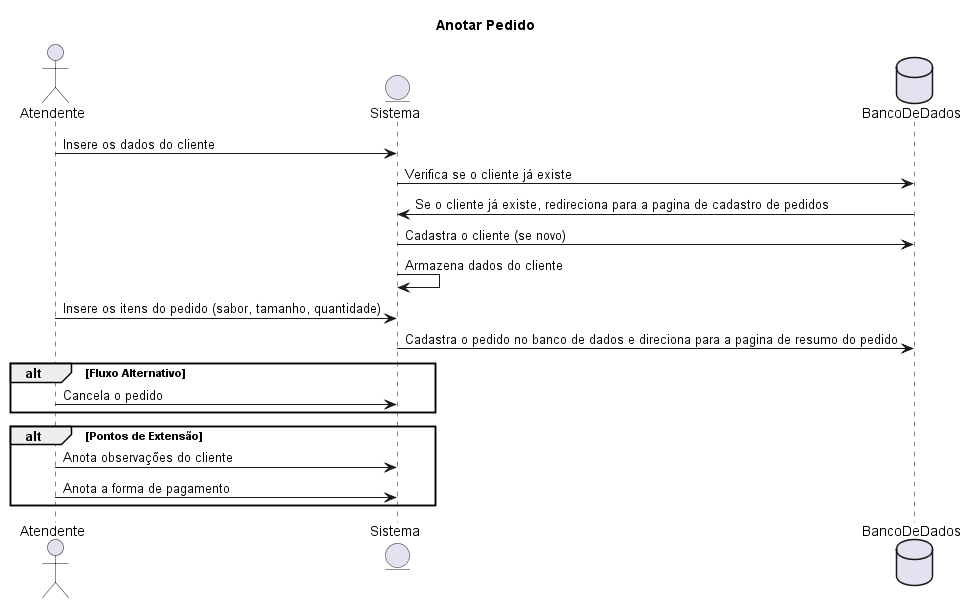 Anotar Pedido
Atendente
Sistema
BancoDeDados
Insere os dados do cliente
Verifica se o cliente já existe
Se o cliente já existe, redireciona para a pagina de cadastro de pedidos
Cadastra o cliente (se novo)
Armazena dados do cliente
Insere os itens do pedido (sabor, tamanho, quantidade)
Cadastra o pedido no banco de dados e direciona para a pagina de resumo do pedido
alt [Fluxo Alternativo]
Cancela o pedido
alt [Pontos de Extensão]
Anota observações do cliente
Anota a forma de pagamento
Atendente
Sistema
BancoDeDados